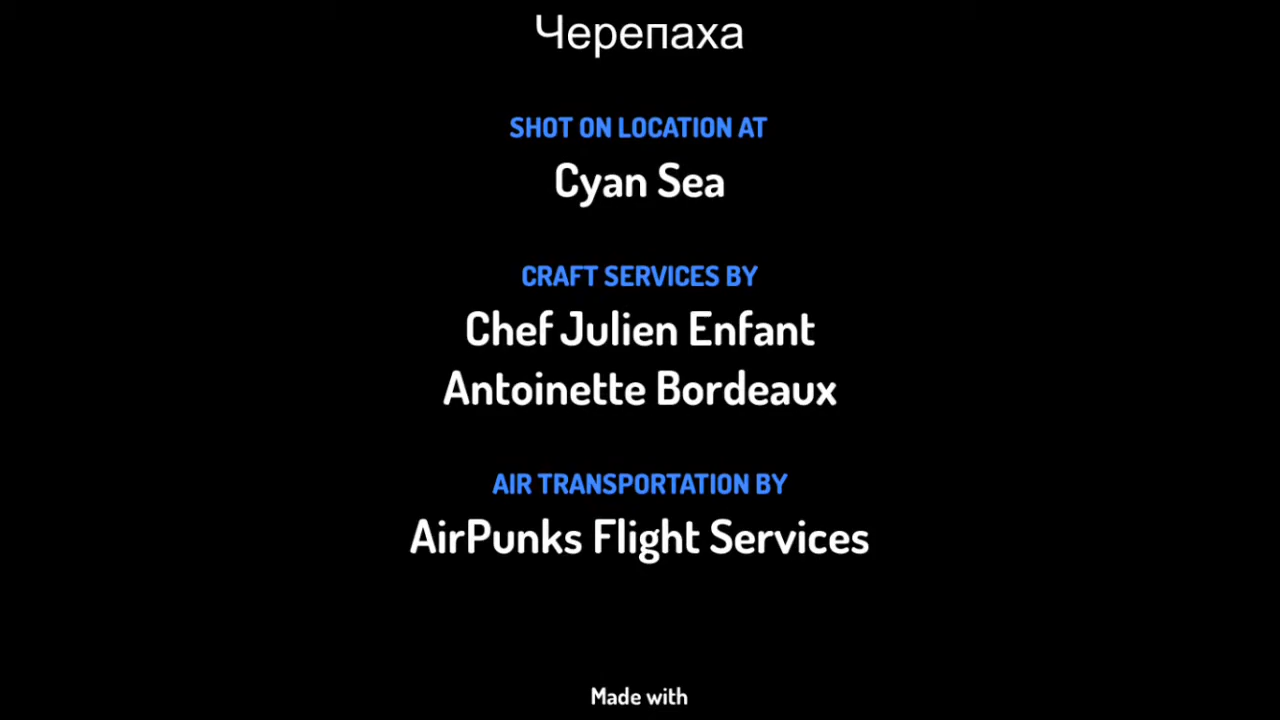 Черепаха
SHOT ON LOCATION AT
Cyan Sea
CRAFT SERVICES BY
Chef Julien Enfant
Antoinette Bordeaux
AIR TRANSPORTATION BY
AirPunks Flight Services
Made with